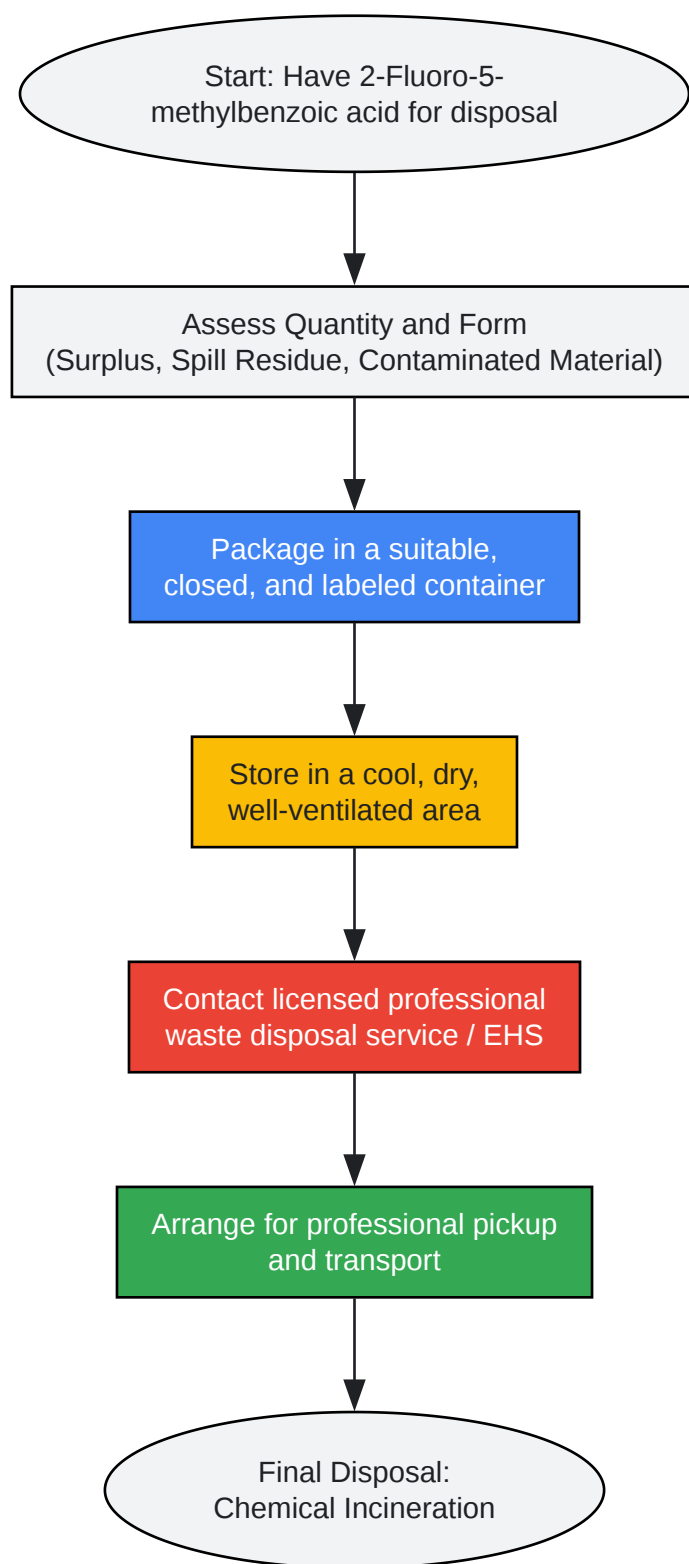 Start: Have 2-Fluoro-5-
methylbenzoic acid for disposal
Assess Quantity and Form
(Surplus, Spill Residue, Contaminated Material)
Package in a suitable,
closed, and labeled container
Store in a cool, dry,
well-ventilated area
Contact licensed professional
waste disposal service / EHS
Arrange for professional pickup
and transport
Final Disposal:
Chemical Incineration